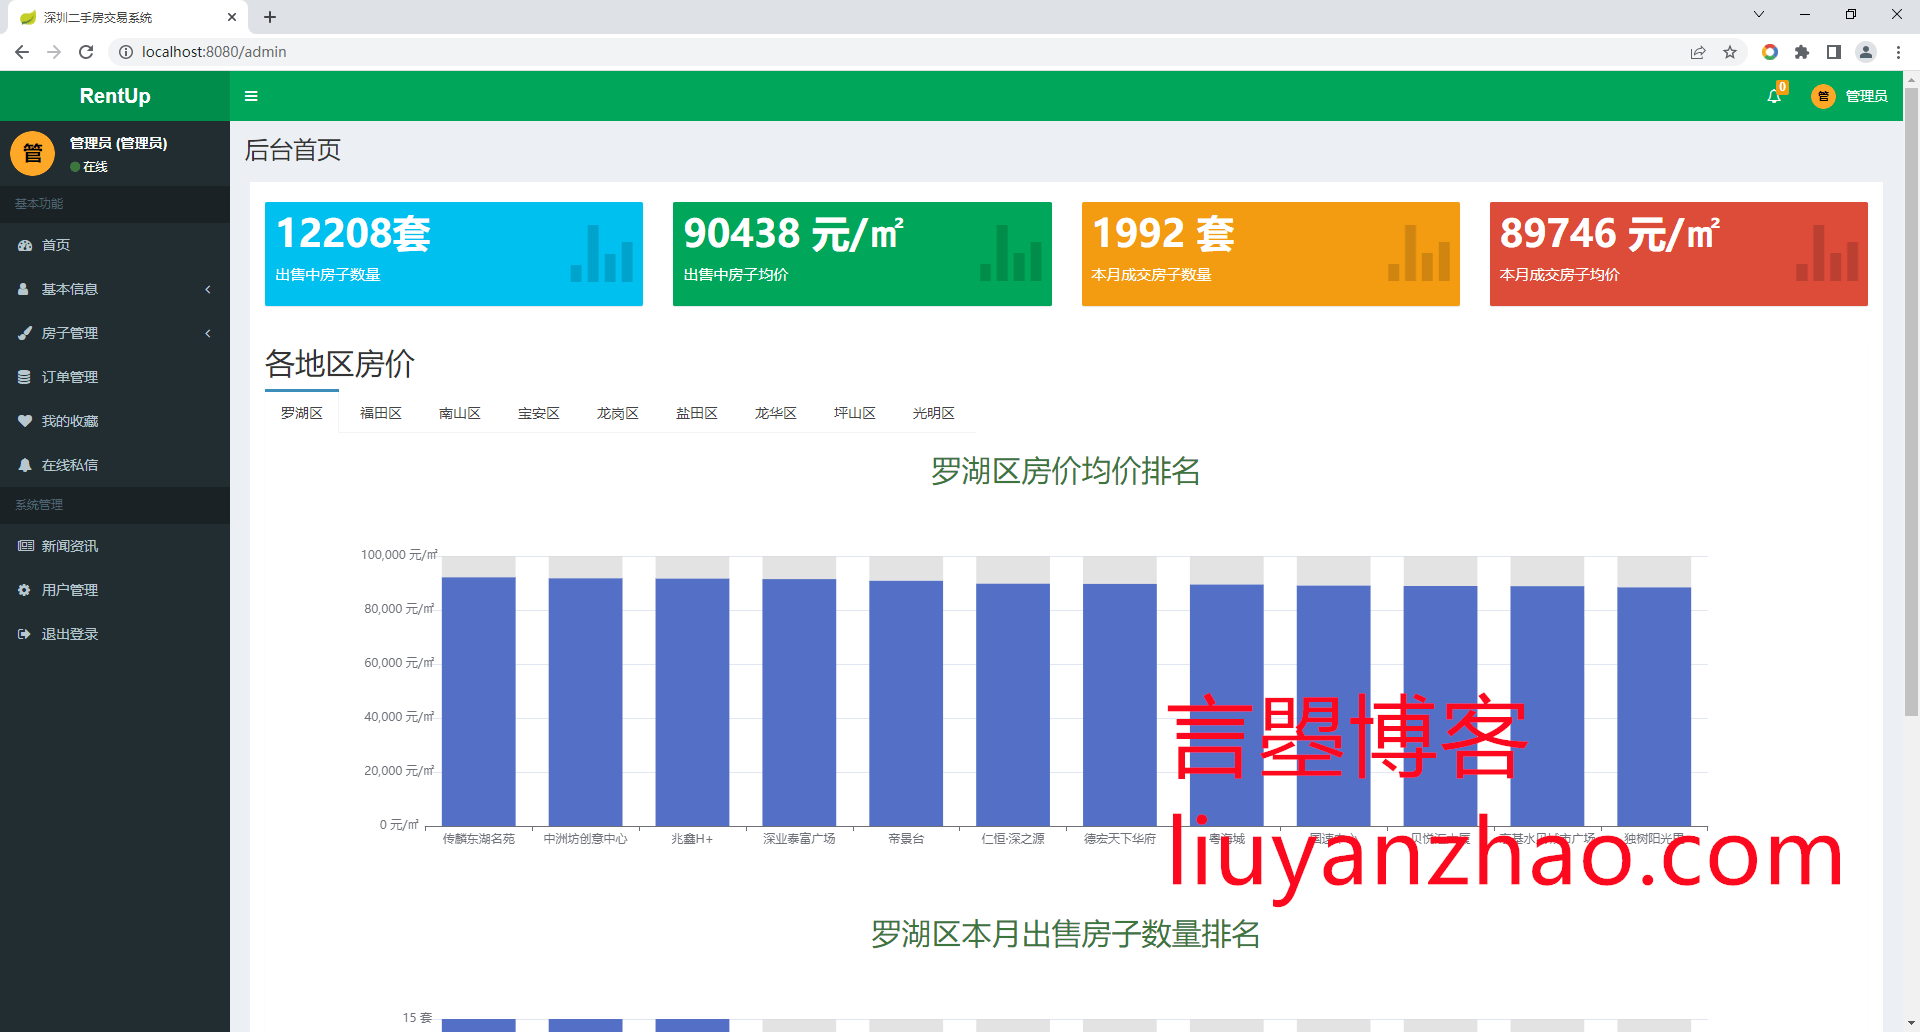 深圳二手房交易系统
localhost:8080/admin
RentUp
0
管
管理员
管
管理员 (管理员)
在线
基本功能
首页
基本信息
房子管理
订单管理
我的收藏
在线私信
系统管理
新闻资讯
用户管理
退出登录
后台首页
12208套
出售中房子数量
90438 元/㎡
出售中房子均价
1992 套
本月成交房子数量
89746 元/㎡
本月成交房子均价
各地区房价
罗湖区 福田区 南山区 宝安区 龙岗区 盐田区 龙华区 坪山区 光明区
罗湖区房价均价排名
100,000 元/㎡
80,000 元/㎡
60,000 元/㎡
40,000 元/㎡
20,000 元/㎡
0 元/㎡
传麟东湖名苑 中洲坊创意中心 兆鑫H+ 深业泰富广场 帝景台 仁恒·深之源 德宏天下华府 粤海城
言曌博客
liuyanzhao.com
罗湖区本月出售房子数量排名
15 套